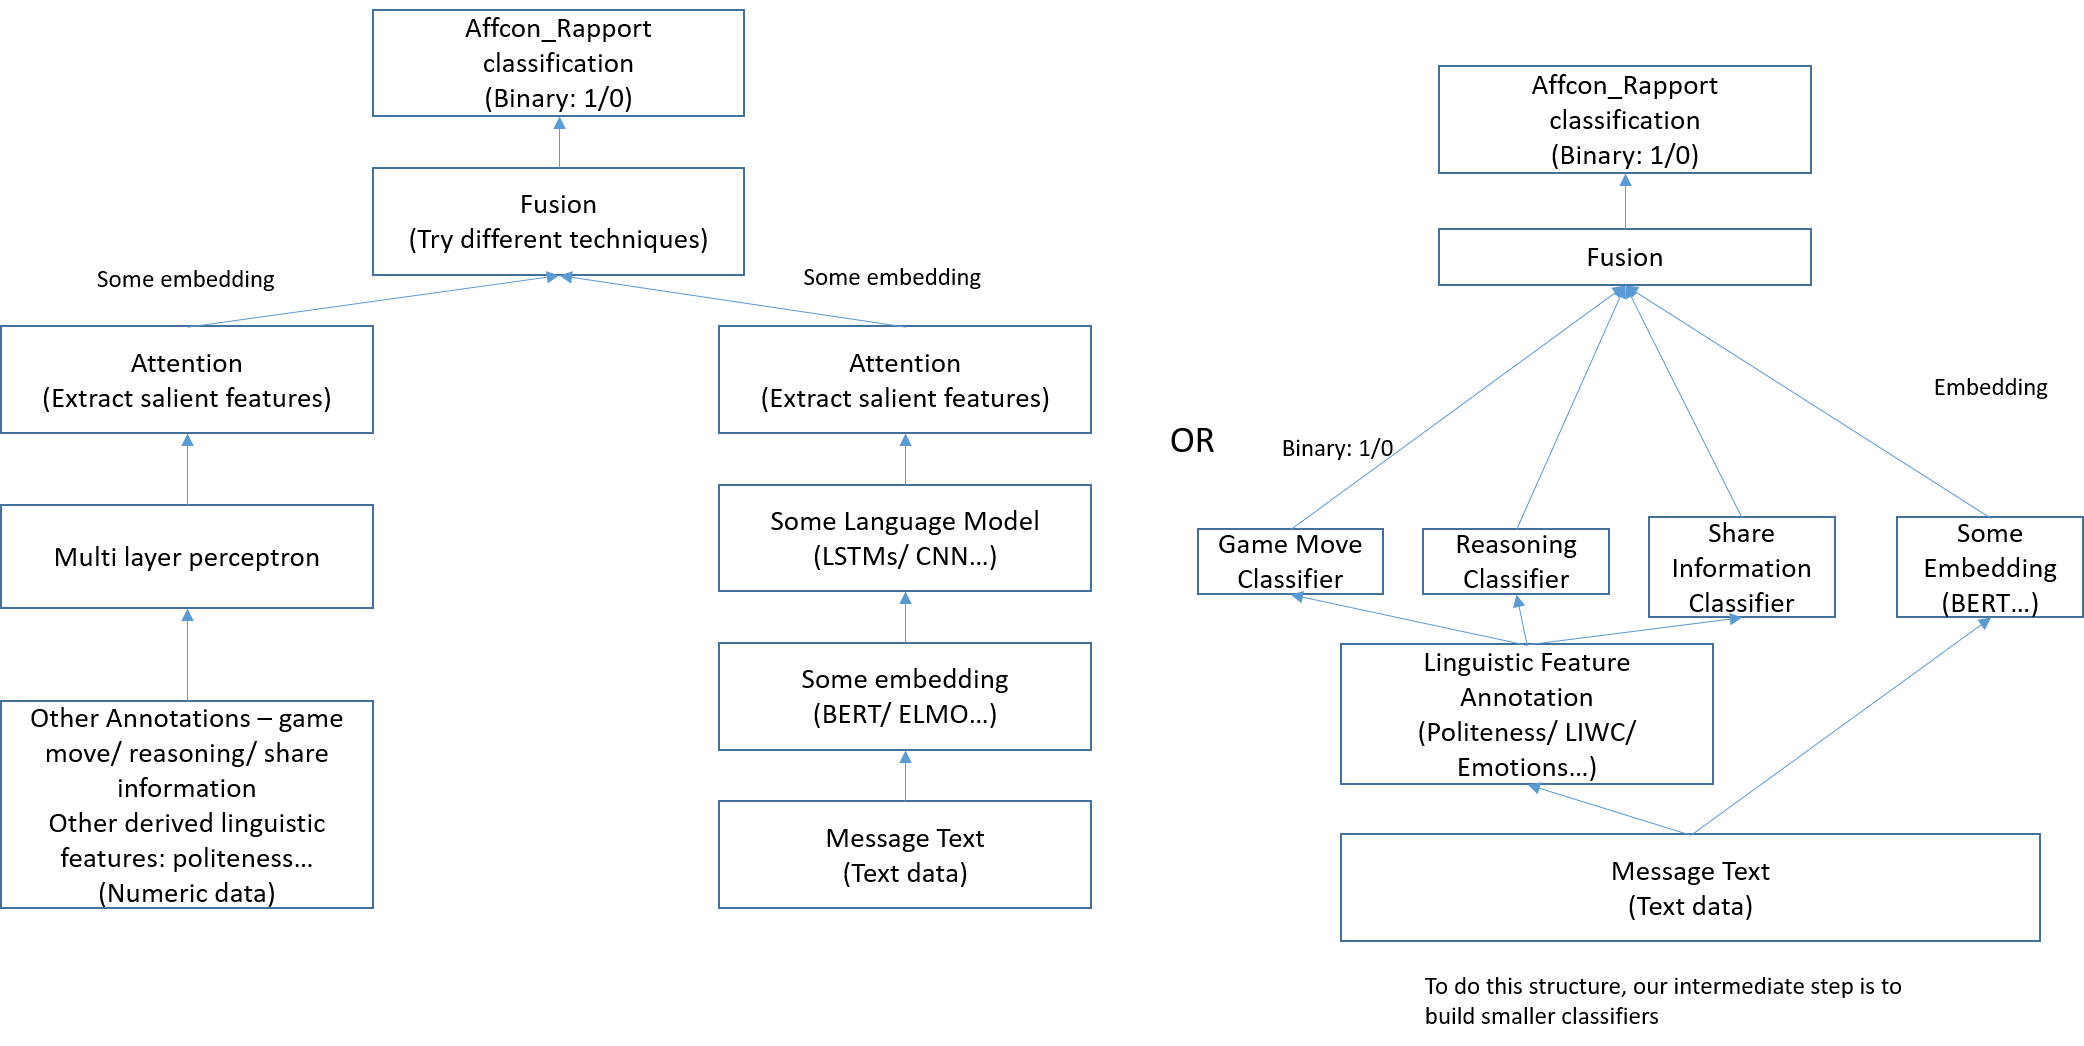 Affcon_Rapport
classification
(Binary: 1/0)
Fusion
(Try different techniques)
Some embedding
Some embedding
Attention
(Extract salient features)
Attention
(Extract salient features)
Multi layer perceptron
Some Language Model
(LSTMs/ CNN...)
Some embedding
(BERT/ ELMO...)
Other Annotations – game
move/ reasoning/ share
information
Other derived linguistic
features: politeness...
(Numeric data)
Message Text
(Text data)
OR
Affcon_Rapport
classification
(Binary: 1/0)
Fusion
Embedding
Binary: 1/0
Game Move
Classifier
Reasoning
Classifier
Share
Information
Classifier
Some
Embedding
(BERT...)
Linguistic Feature
Annotation
(Politeness/ LIWC/
Emotions...)
Message Text
(Text data)
To do this structure, our intermediate step is to
build smaller classifiers